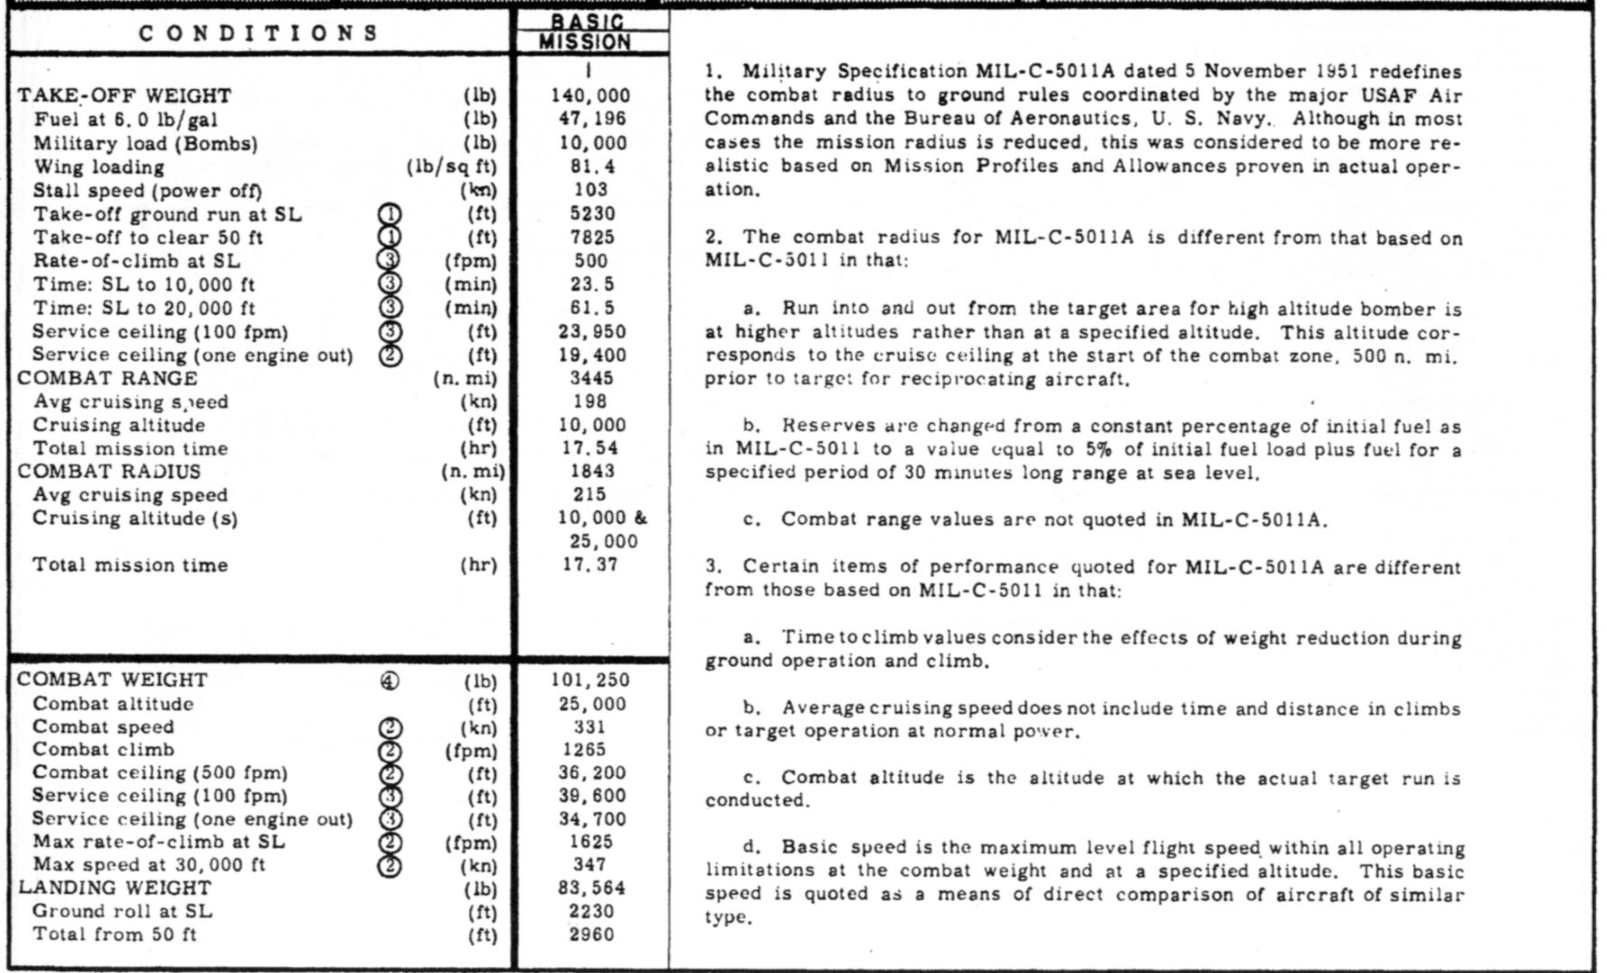 CONDITIONS
BASIC
MISSION
I
TAKE-OFF WEIGHT (lb) 140,000
Fuel at 6.0 lb/gal (lb) 47,196
Military load (Bombs) (lb) 10,000
Wing loading (lb/sq ft) 81.4
Stall speed (power off) (kn) 103
Take-off ground run at SL ① (ft) 5230
Take-off to clear 50 ft ① (ft) 7825
Rate-of-climb at SL ③ (fpm) 500
Time: SL to 10,000 ft ③ (min) 23.5
Time: SL to 20,000 ft ③ (min) 61.5
Service ceiling (100 fpm) ③ (ft) 23,950
Service ceiling (one engine out) ② (ft) 19,400
COMBAT RANGE (n. mi) 3445
Avg cruising speed (kn) 198
Cruising altitude (ft) 10,000
Total mission time (hr) 17.54
COMBAT RADIUS (n. mi) 1843
Avg cruising speed (kn) 215
Cruising altitude (s) (ft) 10,000 &
25,000
Total mission time (hr) 17.37
COMBAT WEIGHT ④ (lb) 101,250
Combat altitude (ft) 25,000
Combat speed ② (kn) 331
Combat climb ② (fpm) 1265
Combat ceiling (500 fpm) ② (ft) 36,200
Service ceiling (100 fpm) ③ (ft) 39,600
Service ceiling (one engine out) ③ (ft) 34,700
Max rate-of-climb at SL ② (fpm) 1625
Max speed at 30,000 ft ② (kn) 347
LANDING WEIGHT (lb) 83,564
Ground roll at SL (ft) 2230
Total from 50 ft (ft) 2960
1. Military Specification MIL-C-5011A dated 5 November 1951 redefines
the combat radius to ground rules coordinated by the major USAF Air
Commands and the Bureau of Aeronautics, U. S. Navy. Although in most
cases the mission radius is reduced, this was considered to be more re-
alistic based on Mission Profiles and Allowances proven in actual oper-
ation.
2. The combat radius for MIL-C-5011A is different from that based on
MIL-C-5011 in that:
a. Run into and out from the target area for high altitude bomber is
at higher altitudes rather than at a specified altitude. This altitude cor-
responds to the cruise ceiling at the start of the combat zone, 500 n. mi.
prior to target for reciprocating aircraft.
b. Reserves are changed from a constant percentage of initial fuel as
in MIL-C-5011 to a value equal to 5% of initial fuel load plus fuel for a
specified period of 30 minutes long range at sea level.
c. Combat range values are not quoted in MIL-C-5011A.
3. Certain items of performance quoted for MIL-C-5011A are different
from those based on MIL-C-5011 in that:
a. Time to climb values consider the effects of weight reduction during
ground operation and climb.
b. Average cruising speed does not include time and distance in climbs
or target operation at normal power.
c. Combat altitude is the altitude at which the actual target run is
conducted.
d. Basic speed is the maximum level flight speed within all operating
limitations at the combat weight and at a specified altitude. This basic
speed is quoted as a means of direct comparison of aircraft of similar
type.